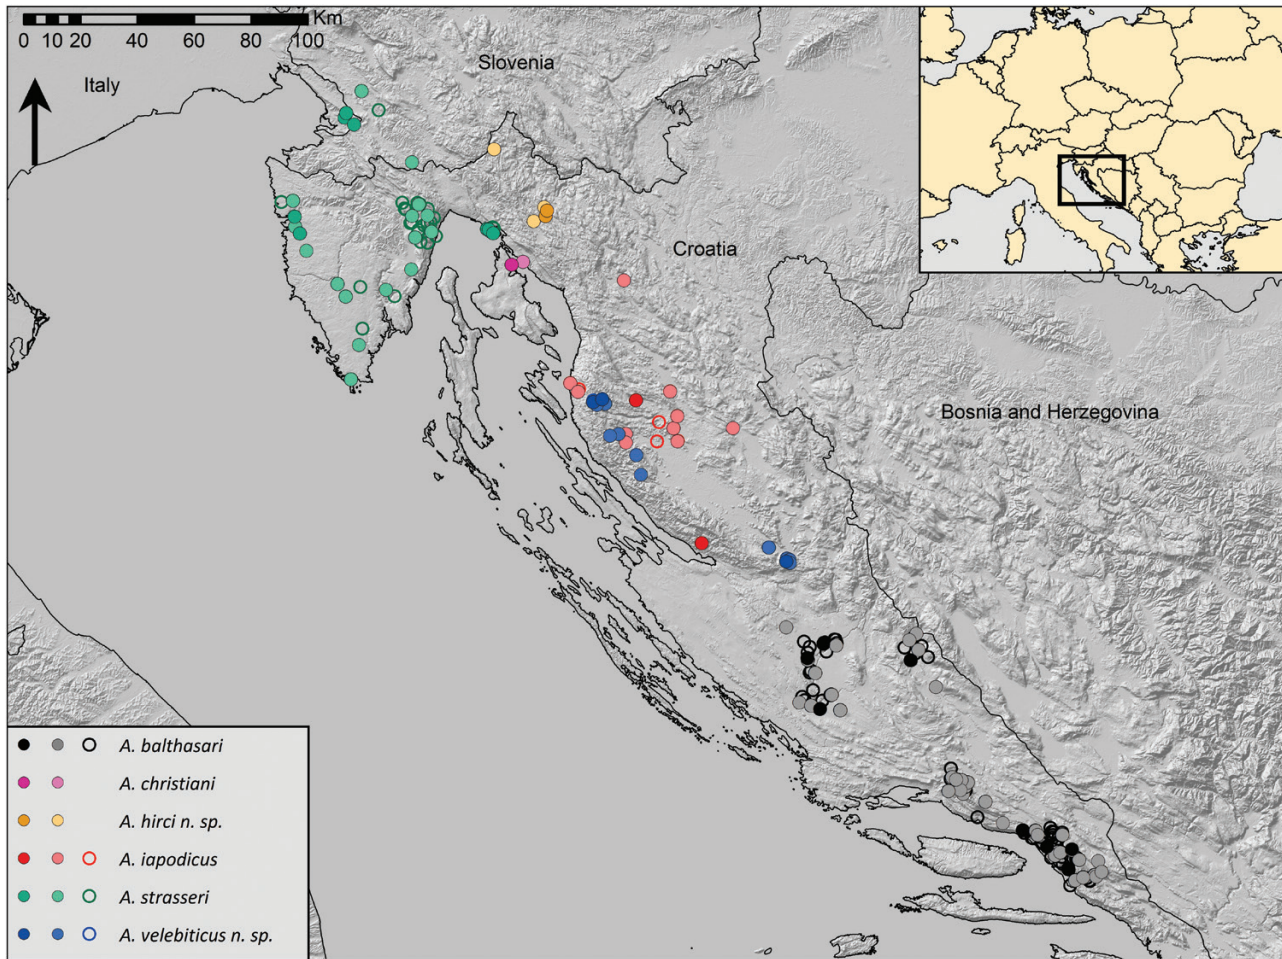 Km
0 10 20 40 60 80 100
Italy
Slovenia
Croatia
Bosnia and Herzegovina
A. balthasari
A. christiani
A. hirci n. sp.
A. iapodicus
A. strasseri
A. velebiticus n. sp.